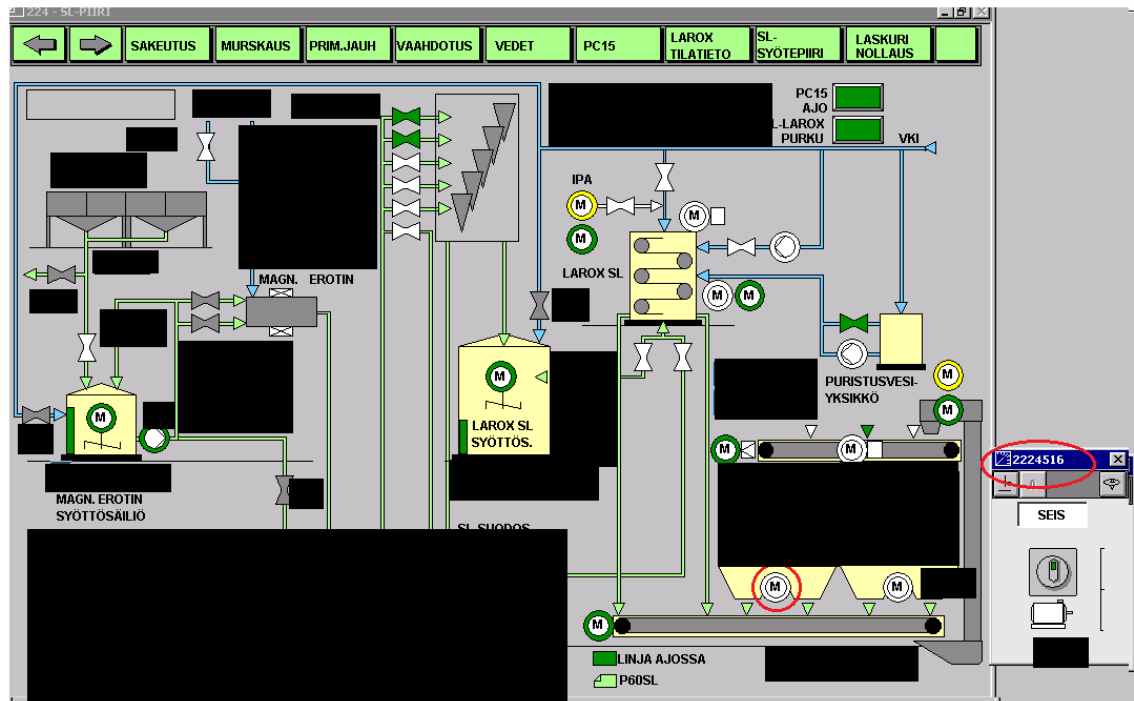 224 - SL-PIIRI
SAKEUTUS
MURSKAUS
PRIM.JAUH
VAAHDOTUS
VEDET
PC15
LAROX
TILATIETO
SL-
SYÖTEPIIRI
LASKURI
NOLLAUS
PC15
AJO
L-LAROX
PURKU
VKI
IPA
M
M
M
LAROX SL
M
M
MAGN. EROTIN
M
LAROX SL
SYÖTTÖS.
M
MAGN. EROTIN
SYÖTTÖSÄILIÖ
PURISTUSVESI-
YKSIKKÖ
M
M
M
M
SL SUODOS
M
M
M
LINJA AJOSSA
P60SL
2224516
SEIS